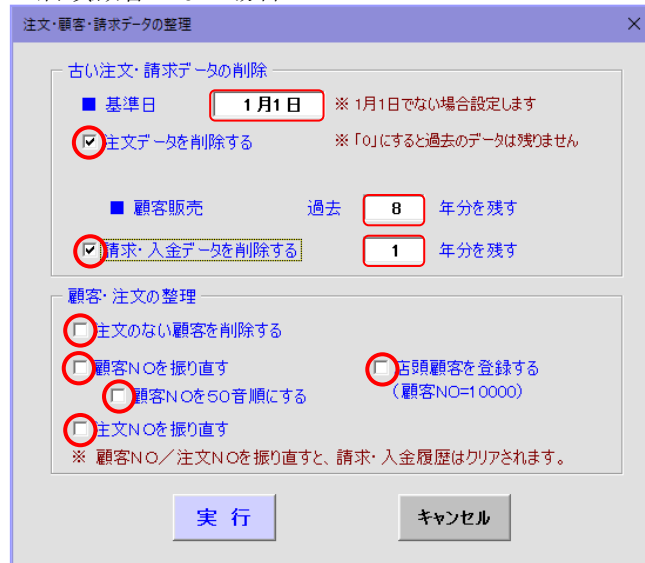 注文・顧客・請求データの整理
古い注文・請求データの削除
■ 基準日 1月1日 ※ 1月1日でない場合設定します
注文データを削除する ※「0」にすると過去のデータは残りません
■ 顧客販売 過去 8 年分を残す
請求・入金データを削除する 1 年分を残す
顧客・注文の整理
注文のない顧客を削除する
顧客NOを振り直す 店頭顧客を登録する
顧客NOを50音順にする (顧客NO=10000)
注文NOを振り直す
※ 顧客NO/注文NOを振り直すと、請求・入金履歴はクリアされます。
実 行 キャンセル